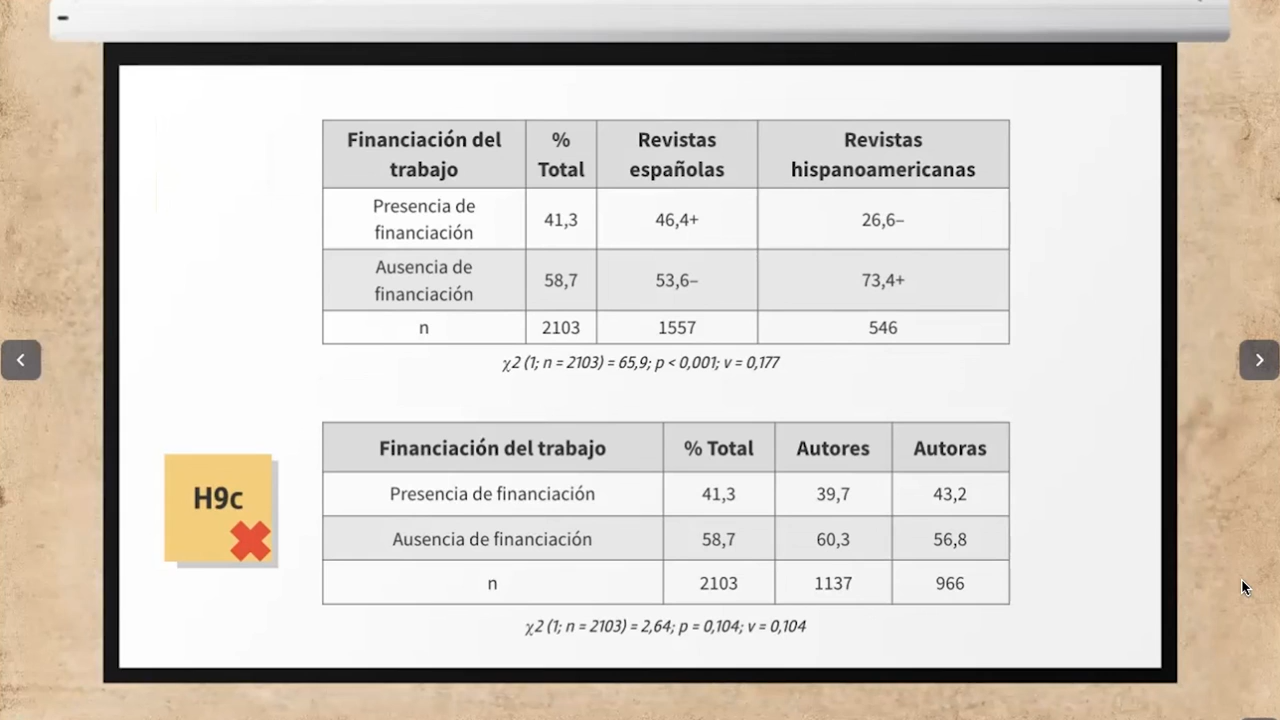 Financiación del trabajo % Total Revistas españolas Revistas hispanoamericanas
Presencia de financiación 41,3 46,4+ 26,6–
Ausencia de financiación 58,7 53,6– 73,4+
n 2103 1557 546
χ2 (1; n = 2103) = 65,9; p < 0,001; v = 0,177
H9c
Financiación del trabajo % Total Autores Autoras
Presencia de financiación 41,3 39,7 43,2
Ausencia de financiación 58,7 60,3 56,8
n 2103 1137 966
χ2 (1; n = 2103) = 2,64; p = 0,104; v = 0,104